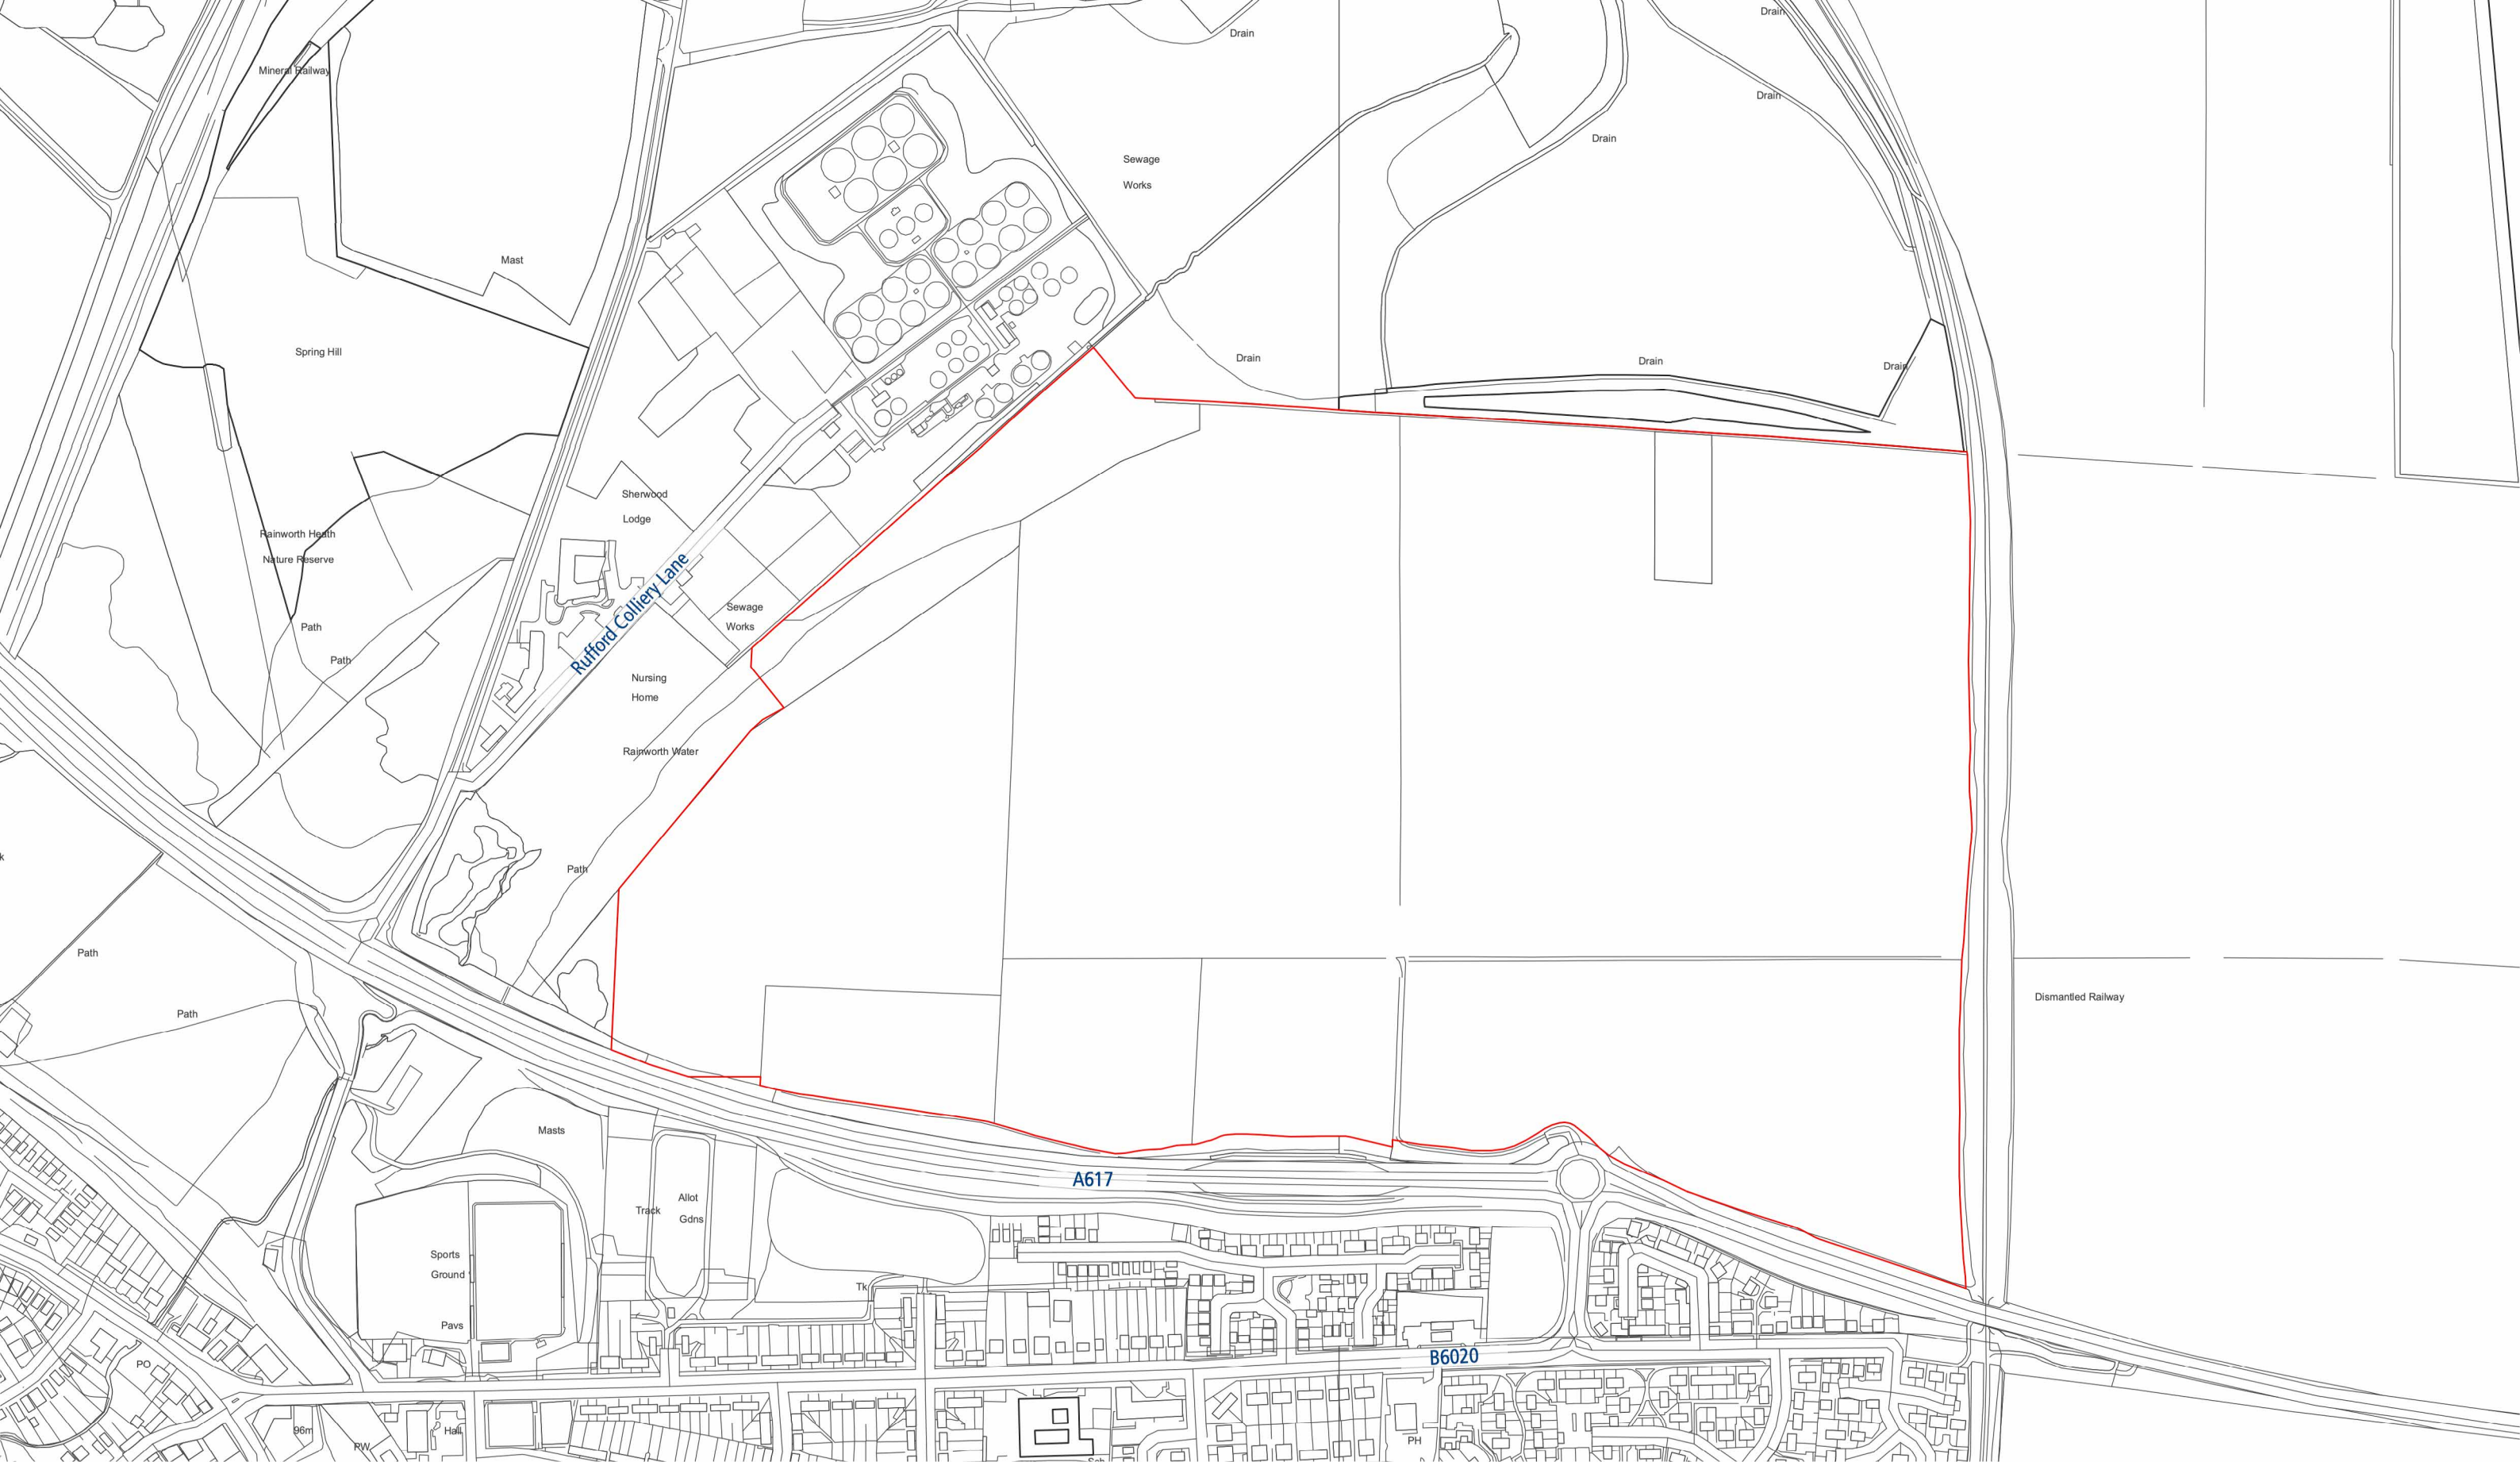 Drain
Drain
Mineral Railway
Drain
Drain
Sewage
Works
Mast
Spring Hill
Drain
Drain
Drain
Sherwood
Lodge
Rainworth Heath
Nature Reserve
Rufford Colliery Lane
Sewage
Works
Path
Path
Nursing
Home
Rainworth Water
k
Path
Path
Dismantled Railway
Path
Masts
A617
Allot
Gdns
Track
Sports
Ground
Tk
Pavs
B6020
PO
96m
Hall
PW
PH